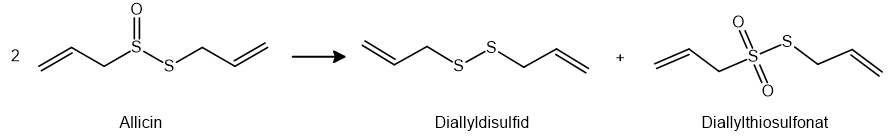 O
O
2
S
S
S
S
+
S
S
O
Allicin
Diallyldisulfid
Diallylthiosulfonat